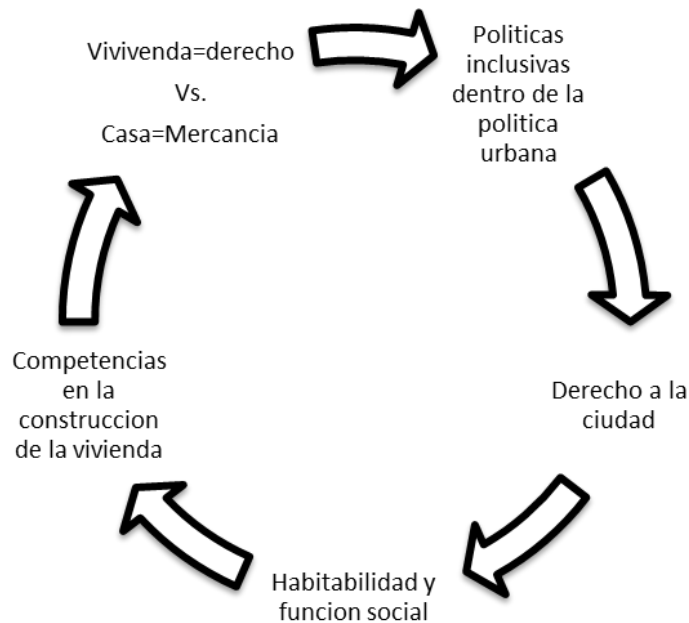 Vivivenda=derecho
Vs.
Casa=Mercancia
Politicas
inclusivas
dentro de la
politica
urbana
Derecho a la
ciudad
Habitabilidad y
funcion social
Competencias
en la
construccion
de la vivienda